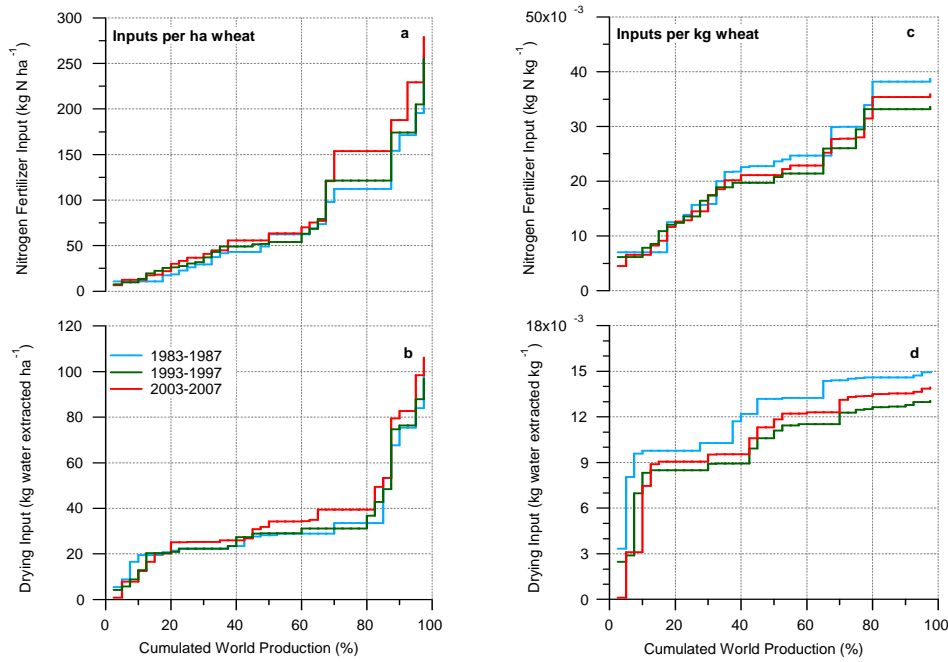 Inputs per ha wheat
a
Nitrogen Fertilizer Input (kg N ha⁻¹)
300
250
200
150
100
50
0
Inputs per kg wheat
c
Nitrogen Fertilizer Input (kg N kg⁻¹)
50x10⁻³
40
30
20
10
0
b
1983-1987
1993-1997
2003-2007
Drying Input (kg water extracted ha⁻¹)
120
100
80
60
40
20
0
0 20 40 60 80 100
Cumulated World Production (%)
d
Drying Input (kg water extracted kg⁻¹)
18x10⁻³
15
12
9
6
3
0
0 20 40 60 80 100
Cumulated World Production (%)